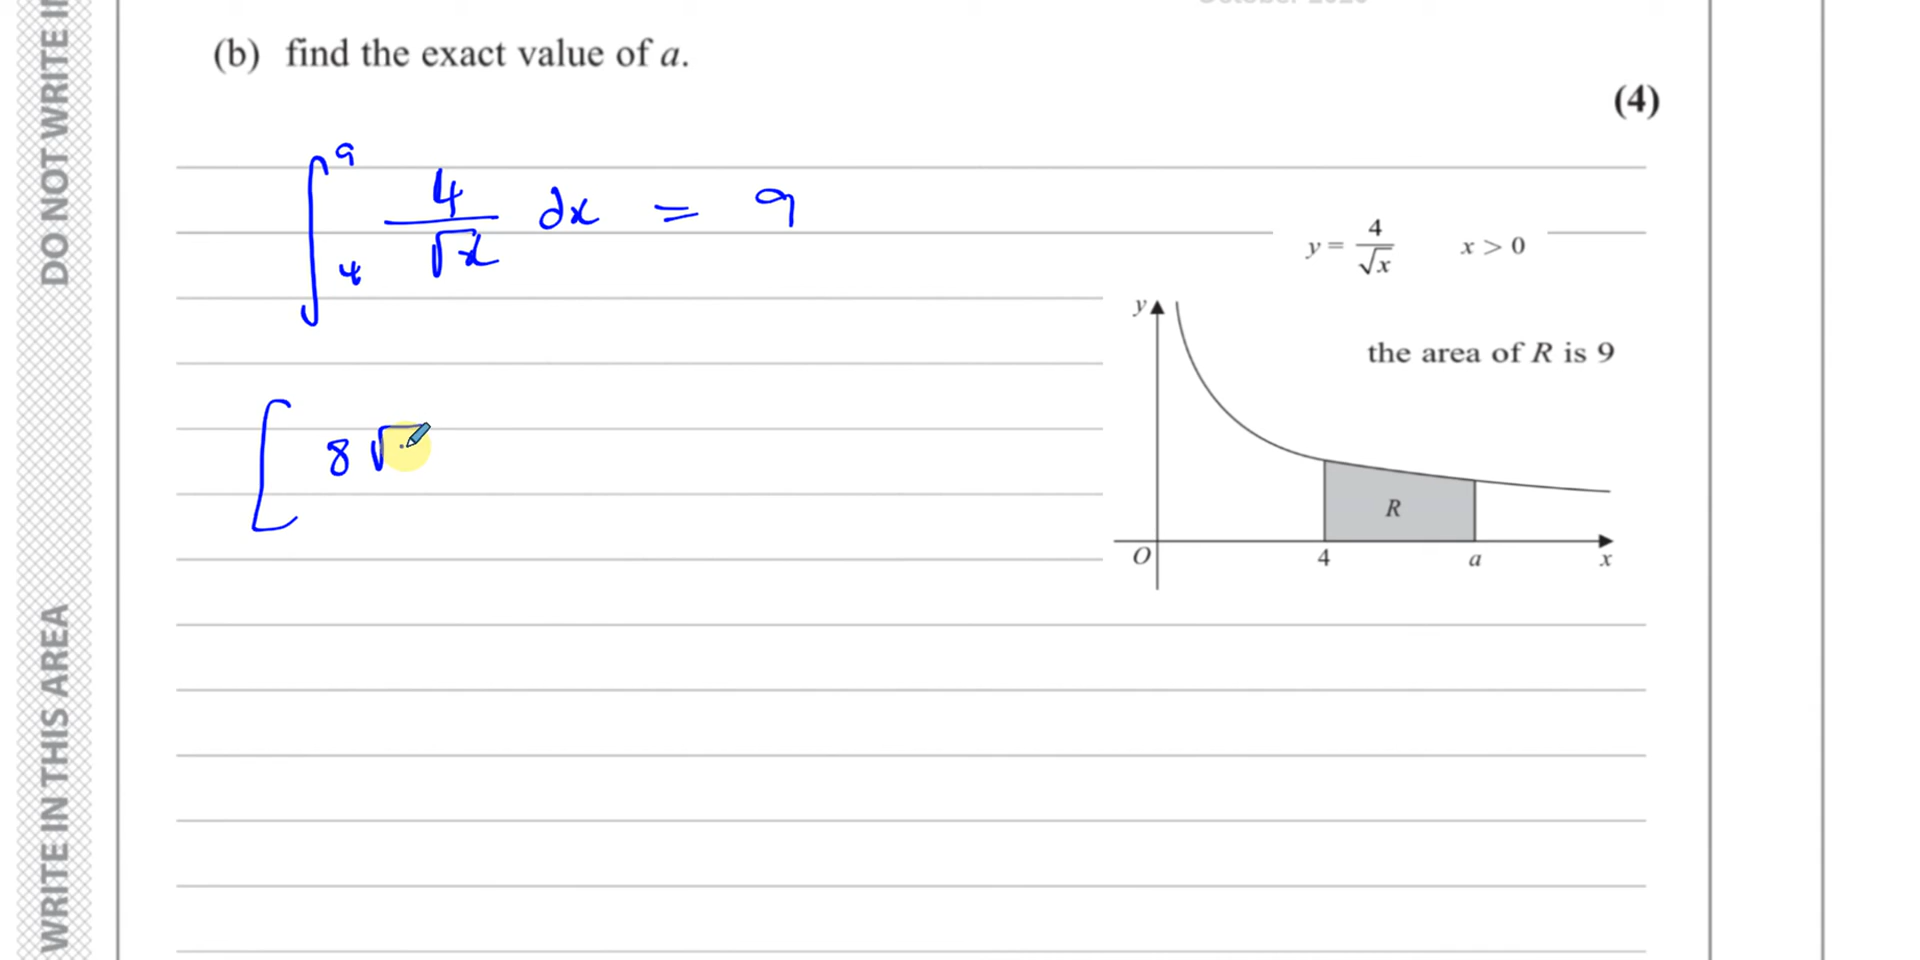 (b) find the exact value of a.
(4)
∫₄⁹ 4/√x dx = 9
y = 4/√x x > 0
y
the area of R is 9
[ 8√
R
O 4 a x
DO NOT WRITE I
WRITE IN THIS AREA